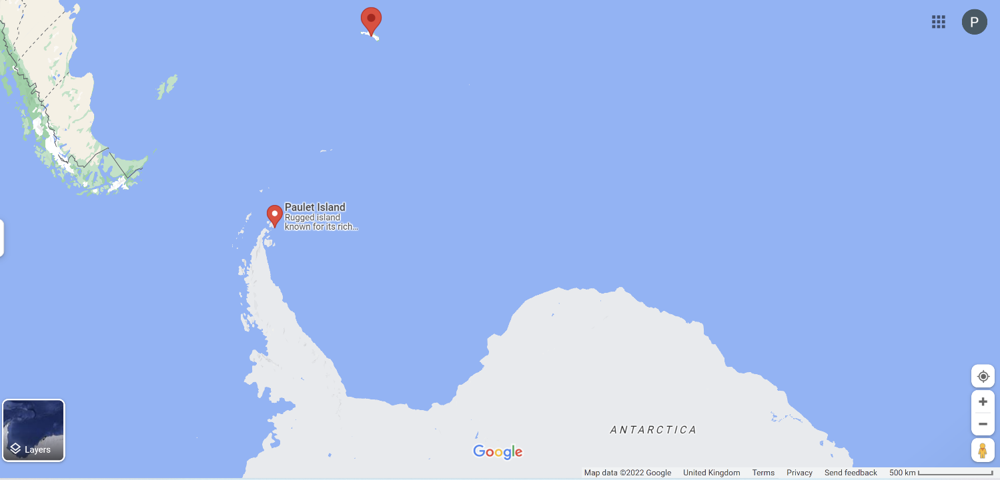 P
Paulet Island
Rugged island
known for its rich...
ANTARCTICA
Layers
Google
Map data ©2022 Google United Kingdom Terms Privacy Send feedback 500 km